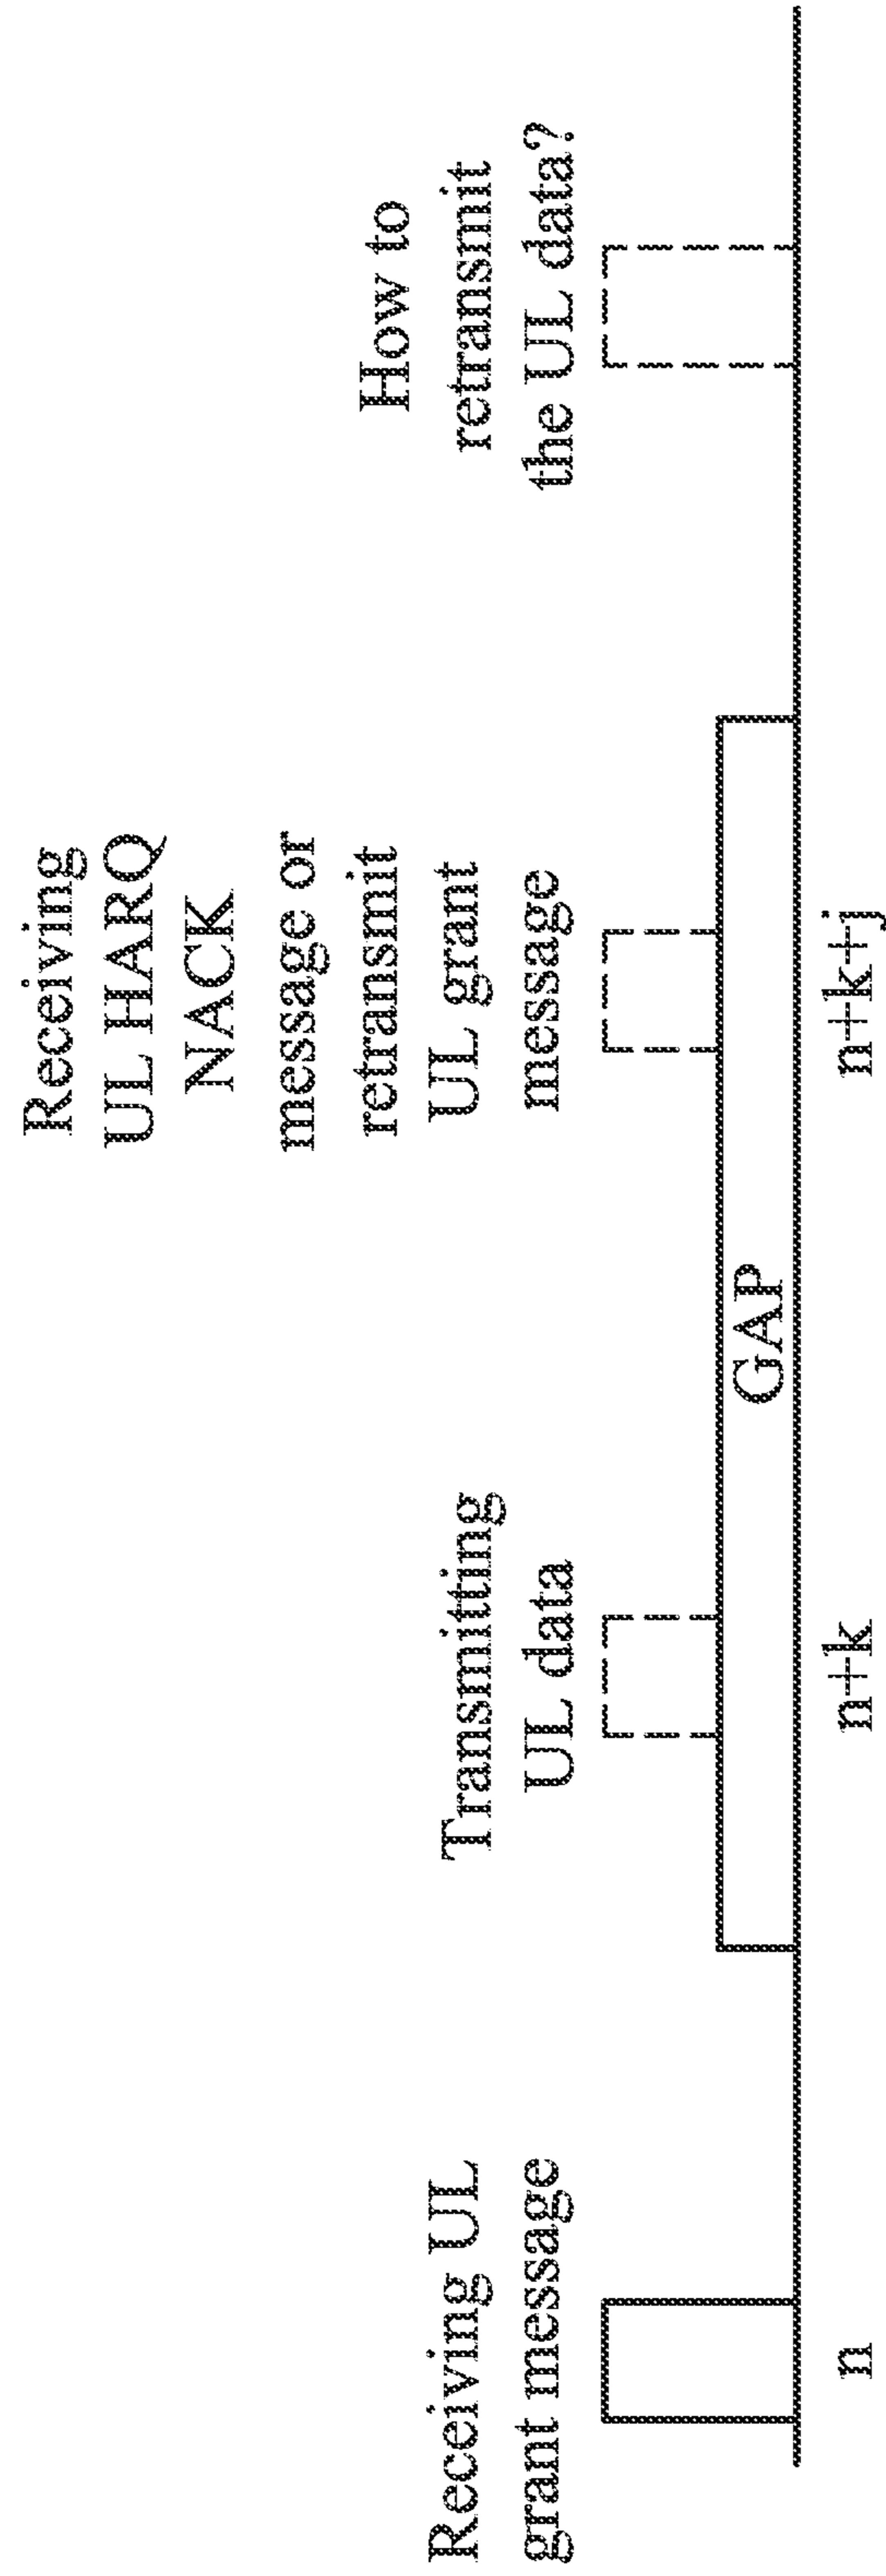 Receiving UL
grant message
Transmitting
UL data
Receiving
UL HARQ
NACK
message or
retransmit
UL grant
message
How to
retransmit
the UL data?
GAP
n
n+k
n+k+j